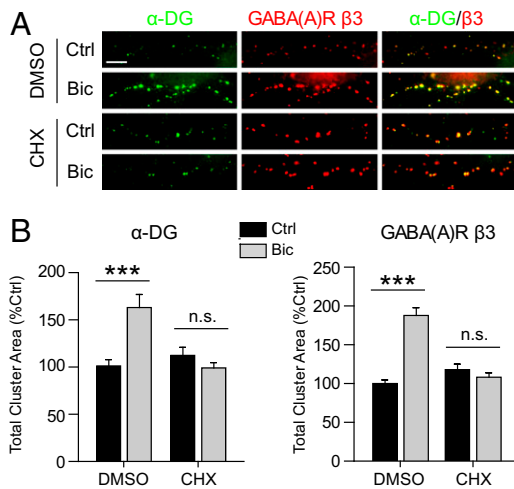 A
α-DG GABA(A)R β3 α-DG/β3
DMSO
Ctrl
Bic
CHX
Ctrl
Bic
B
α-DG
Ctrl
Bic
GABA(A)R β3
Total Cluster Area (%Ctrl)
200
150
100
50
0
***
n.s.
DMSO CHX
Total Cluster Area (%Ctrl)
250
200
150
100
50
0
***
n.s.
DMSO CHX